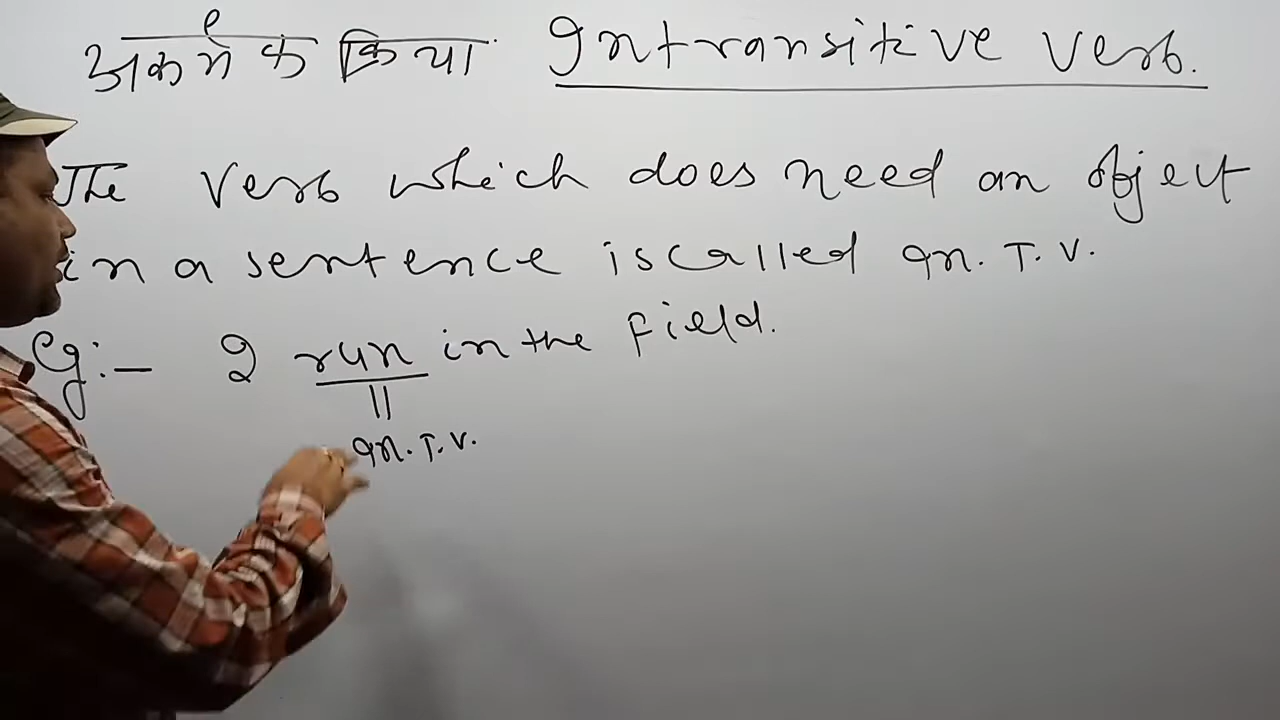 अकर्मक क्रिया Intransitive Verb.
The Verb which does need an object
in a sentence is called In. T. V.
Eg:- I run in the field.
||
In. T. V.